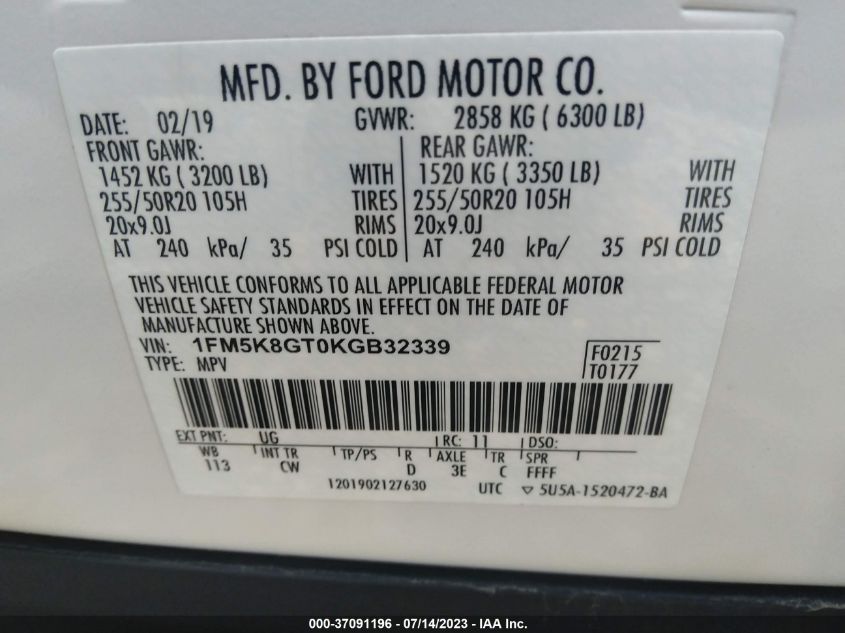 MFD. BY FORD MOTOR CO.
DATE: 02/19 GVWR: 2858 KG ( 6300 LB)
FRONT GAWR: REAR GAWR:
1452 KG ( 3200 LB) WITH 1520 KG ( 3350 LB) WITH
255/50R20 105H TIRES 255/50R20 105H TIRES
20x9.0J RIMS 20x9.0J RIMS
AT 240 kPa/ 35 PSI COLD AT 240 kPa/ 35 PSI COLD
THIS VEHICLE CONFORMS TO ALL APPLICABLE FEDERAL MOTOR
VEHICLE SAFETY STANDARDS IN EFFECT ON THE DATE OF
MANUFACTURE SHOWN ABOVE.
VIN: 1FM5K8GT0KGB32339 F0215
TYPE: MPV T0177
EXT PNT: UG RC: 11 DSO:
WB INT TR TP/PS R AXLE TR SPR
113 CW D 3E C FFFF
1201902127630 UTC ▽ 5U5A-1520472-BA
000-37091196 - 07/14/2023 - IAA Inc.